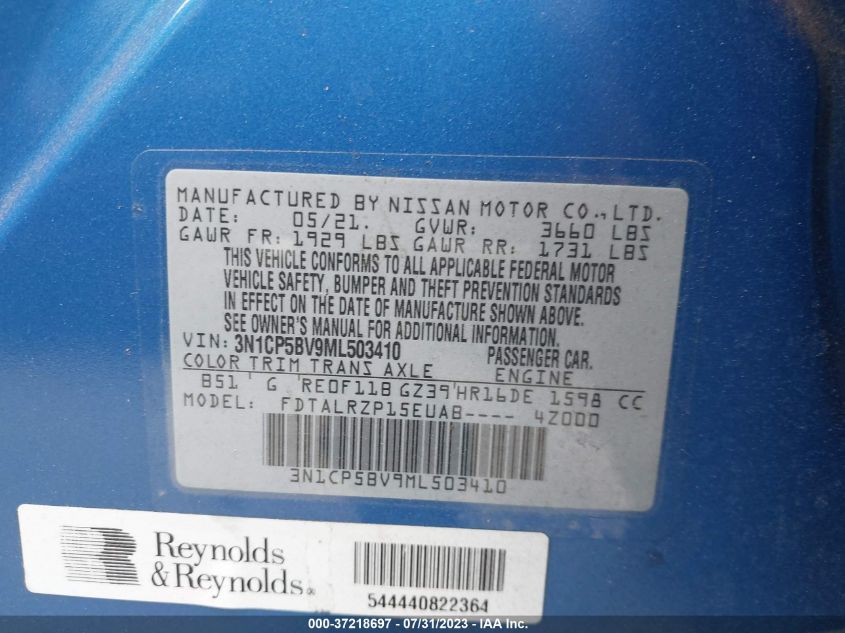 MANUFACTURED BY NISSAN MOTOR CO.,LTD.
DATE: 05/21. GVWR: 3660 LBS
GAWR FR: 1929 LBS GAWR RR: 1731 LBS
THIS VEHICLE CONFORMS TO ALL APPLICABLE FEDERAL MOTOR
VEHICLE SAFETY, BUMPER AND THEFT PREVENTION STANDARDS
IN EFFECT ON THE DATE OF MANUFACTURE SHOWN ABOVE.
SEE OWNER'S MANUAL FOR ADDITIONAL INFORMATION.
VIN: 3N1CP5BV9ML503410 PASSENGER CAR.
COLOR TRIM TRANS AXLE ENGINE
B51 ' G 'RE0F11B GZ39'HR16DE 1598 CC
MODEL: FDTALRZP15EUAB---- 4Z000
3N1CP5BV9ML503410
Reynolds
&Reynolds®
544440822364
000-37218697 - 07/31/2023 - IAA Inc.